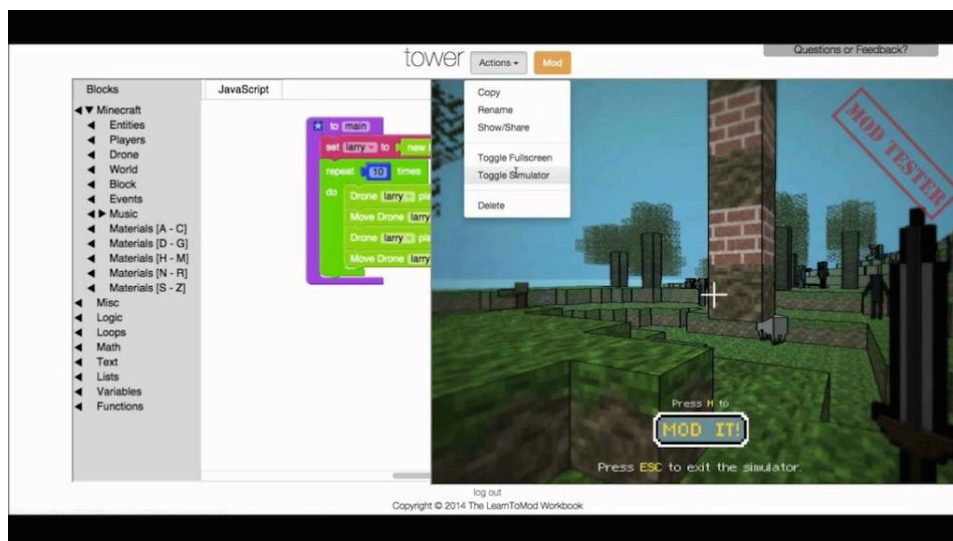 Questions or Feedback?
tower
Actions
Mod
Blocks
Minecraft
Entities
Players
Drone
World
Block
Events
Music
Materials [A - C]
Materials [D - G]
Materials [H - M]
Materials [N - R]
Materials [S - Z]
Misc
Logic
Loops
Math
Text
Lists
Variables
Functions
JavaScript
to main
set larry to new
repeat 10 times
do
Drone larry
Move Drone larry
Drone larry
Move Drone larry
Copy
Rename
Show/Share
Toggle Fullscreen
Toggle Simulator
Delete
MOD TESTER
Press M to
MOD IT!
Press ESC to exit the simulator.
log out
Copyright © 2014 The LearnToMod Workbook